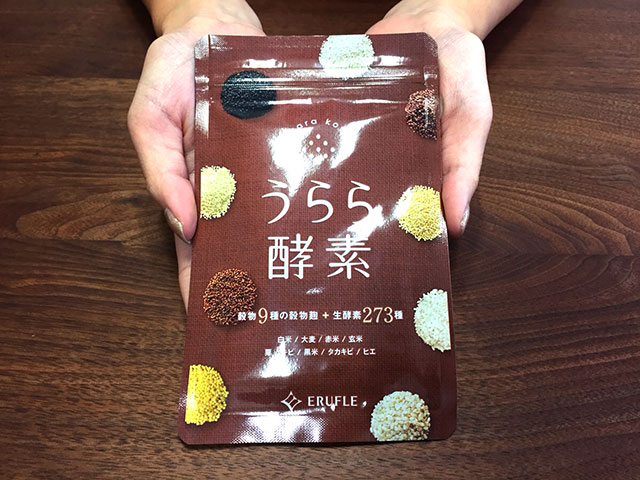 うらら
酵素
穀物9種の穀物麹 + 生酵素273種
白米 / 大麦 / 赤米 / 玄米
/ 黒米 / タカキビ / ヒエ
ERUFLE